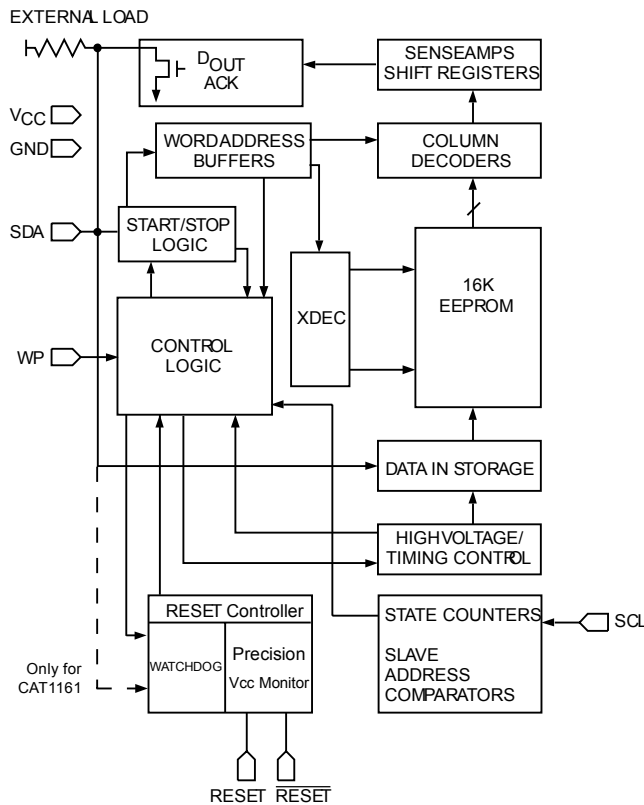 EXTERNAL LOAD
DOUT
ACK
SENSEAMPS
SHIFT REGISTERS
VCC
GND
WORDADDRESS
BUFFERS
COLUMN
DECODERS
SDA
START/STOP
LOGIC
XDEC
16K
EEPROM
WP
CONTROL
LOGIC
DATA IN STORAGE
HIGHVOLTAGE/
TIMING CONTROL
RESET Controller
WATCHDOG
Precision
Vcc Monitor
STATE COUNTERS
SLAVE
ADDRESS
COMPARATORS
SCL
Only for
CAT1161
RESET
RESET